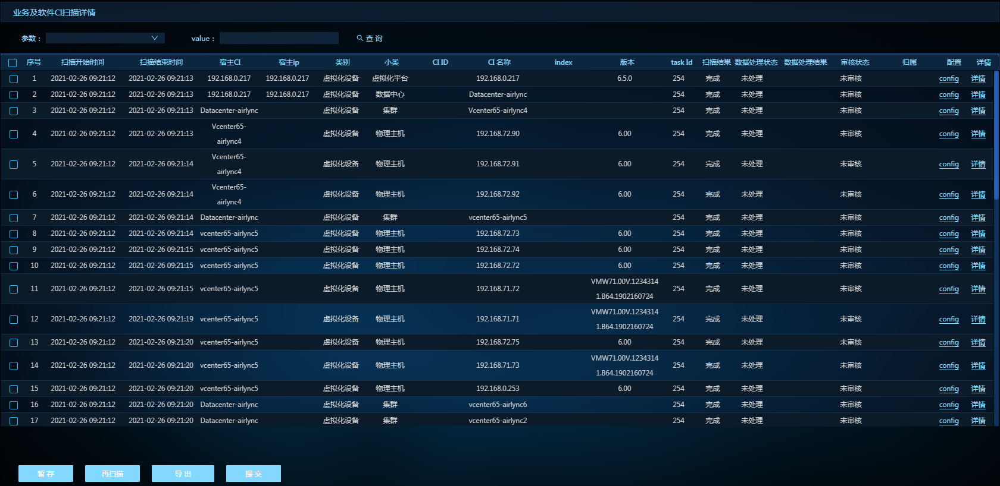 业务及软件CI扫描详情
参数： value： 查 询
序号 扫描开始时间 扫描结束时间 宿主CI 宿主ip 类别 小类 CI ID CI 名称 index 版本 task Id 扫描结果 数据处理状态 数据处理结果 审核状态 归属 配置 详情
1 2021-02-26 09:21:12 2021-02-26 09:21:13 192.168.0.217 192.168.0.217 虚拟化设备 虚拟化平台 192.168.0.217 6.5.0 254 完成 未处理 未审核 config 详情
2 2021-02-26 09:21:12 2021-02-26 09:21:13 192.168.0.217 192.168.0.217 虚拟化设备 数据中心 Datacenter-airlync 254 完成 未处理 未审核 config 详情
3 2021-02-26 09:21:12 2021-02-26 09:21:13 Datacenter-airlync 虚拟化设备 集群 Vcenter65-airlync4 254 完成 未处理 未审核 config 详情
Vcenter65-
4 2021-02-26 09:21:12 2021-02-26 09:21:13 虚拟化设备 物理主机 192.168.72.90 6.00 254 完成 未处理 未审核 config 详情
airlync4
Vcenter65-
5 2021-02-26 09:21:12 2021-02-26 09:21:14 虚拟化设备 物理主机 192.168.72.91 6.00 254 完成 未处理 未审核 config 详情
airlync4
Vcenter65-
6 2021-02-26 09:21:12 2021-02-26 09:21:14 虚拟化设备 物理主机 192.168.72.92 6.00 254 完成 未处理 未审核 config 详情
airlync4
7 2021-02-26 09:21:12 2021-02-26 09:21:14 Datacenter-airlync 虚拟化设备 集群 vcenter65-airlync5 254 完成 未处理 未审核 config 详情
8 2021-02-26 09:21:12 2021-02-26 09:21:14 vcenter65-airlync5 虚拟化设备 物理主机 192.168.72.73 6.00 254 完成 未处理 未审核 config 详情
9 2021-02-26 09:21:12 2021-02-26 09:21:15 vcenter65-airlync5 虚拟化设备 物理主机 192.168.72.74 6.00 254 完成 未处理 未审核 config 详情
10 2021-02-26 09:21:12 2021-02-26 09:21:15 vcenter65-airlync5 虚拟化设备 物理主机 192.168.72.72 6.00 254 完成 未处理 未审核 config 详情
VMW71.00V.1234314
11 2021-02-26 09:21:12 2021-02-26 09:21:15 vcenter65-airlync5 虚拟化设备 物理主机 192.168.71.72 254 完成 未处理 未审核 config 详情
1.B64.1902160724
VMW71.00V.1234314
12 2021-02-26 09:21:12 2021-02-26 09:21:19 vcenter65-airlync5 虚拟化设备 物理主机 192.168.71.71 254 完成 未处理 未审核 config 详情
1.B64.1902160724
13 2021-02-26 09:21:12 2021-02-26 09:21:20 vcenter65-airlync5 虚拟化设备 物理主机 192.168.72.75 6.00 254 完成 未处理 未审核 config 详情
VMW71.00V.1234314
14 2021-02-26 09:21:12 2021-02-26 09:21:20 vcenter65-airlync5 虚拟化设备 物理主机 192.168.71.73 254 完成 未处理 未审核 config 详情
1.B64.1902160724
15 2021-02-26 09:21:12 2021-02-26 09:21:20 vcenter65-airlync5 虚拟化设备 物理主机 192.168.0.253 6.00 254 完成 未处理 未审核 config 详情
16 2021-02-26 09:21:12 2021-02-26 09:21:20 Datacenter-airlync 虚拟化设备 集群 vcenter65-airlync6 254 完成 未处理 未审核 config 详情
17 2021-02-26 09:21:12 2021-02-26 09:21:20 Datacenter-airlync 虚拟化设备 集群 vcenter65-airlync2 254 完成 未处理 未审核 config 详情
暂 存 再扫描 导 出 提 交